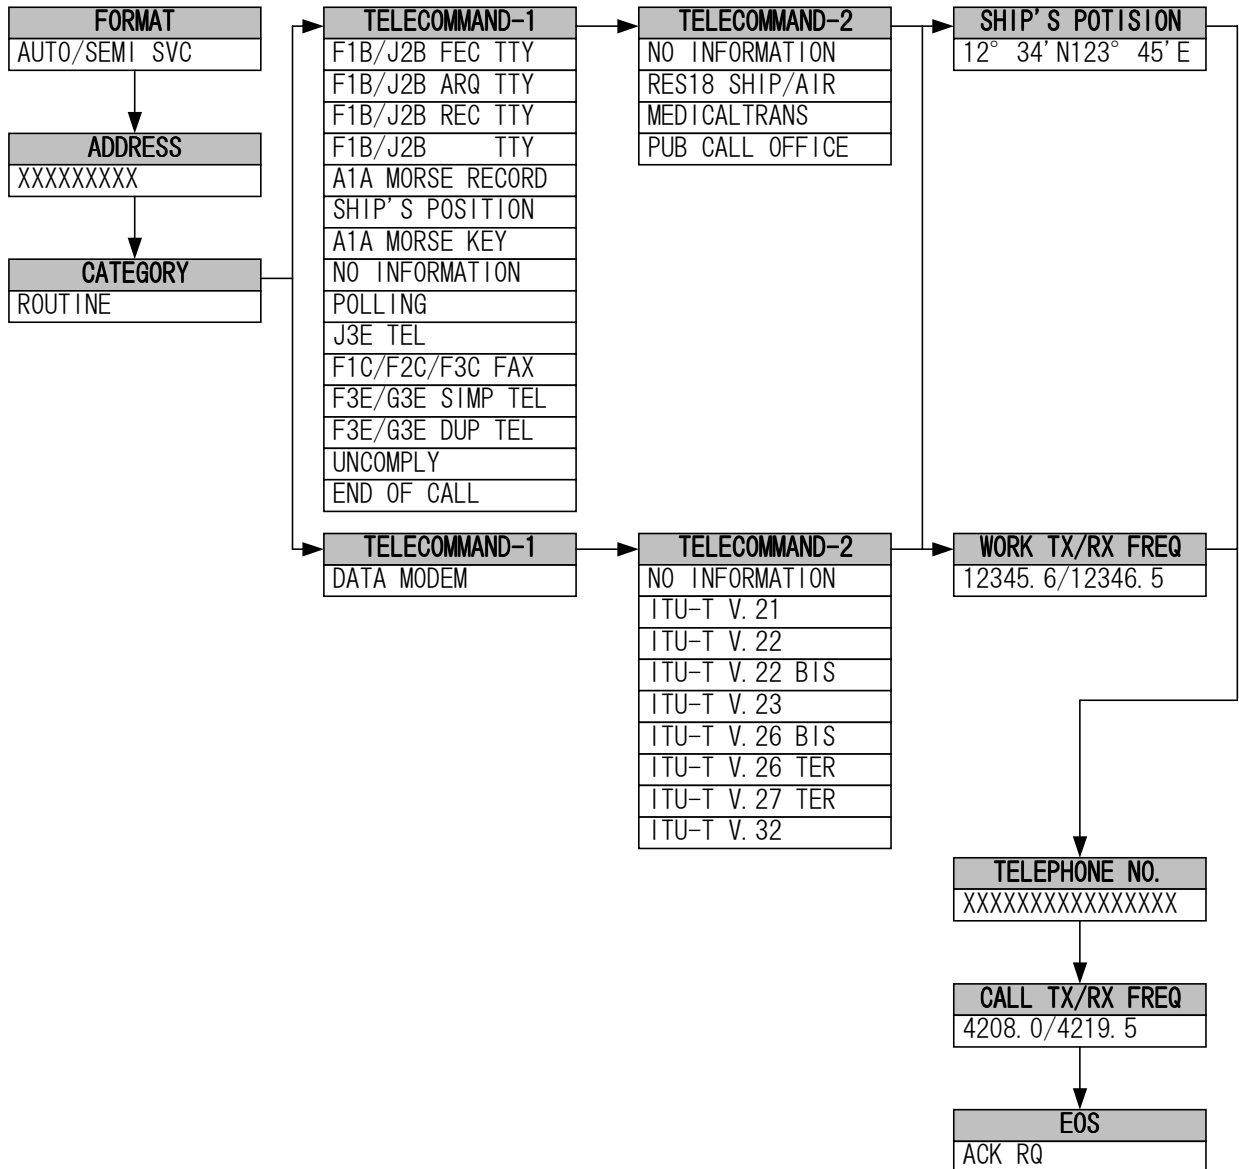 FORMAT
AUTO/SEMI SVC
ADDRESS
XXXXXXXXX
CATEGORY
ROUTINE
TELECOMMAND-1
F1B/J2B FEC TTY
F1B/J2B ARQ TTY
F1B/J2B REC TTY
F1B/J2B TTY
A1A MORSE RECORD
SHIP'S POSITION
A1A MORSE KEY
NO INFORMATION
POLLING
J3E TEL
F1C/F2C/F3C FAX
F3E/G3E SIMP TEL
F3E/G3E DUP TEL
UNCOMPLY
END OF CALL
TELECOMMAND-1
DATA MODEM
TELECOMMAND-2
NO INFORMATION
RES18 SHIP/AIR
MEDICALTRANS
PUB CALL OFFICE
TELECOMMAND-2
NO INFORMATION
ITU-T V.21
ITU-T V.22
ITU-T V.22 BIS
ITU-T V.23
ITU-T V.26 BIS
ITU-T V.26 TER
ITU-T V.27 TER
ITU-T V.32
SHIP'S POTISION
12° 34'N123° 45'E
WORK TX/RX FREQ
12345.6/12346.5
TELEPHONE NO.
XXXXXXXXXXXXXXXX
CALL TX/RX FREQ
4208.0/4219.5
EOS
ACK RQ